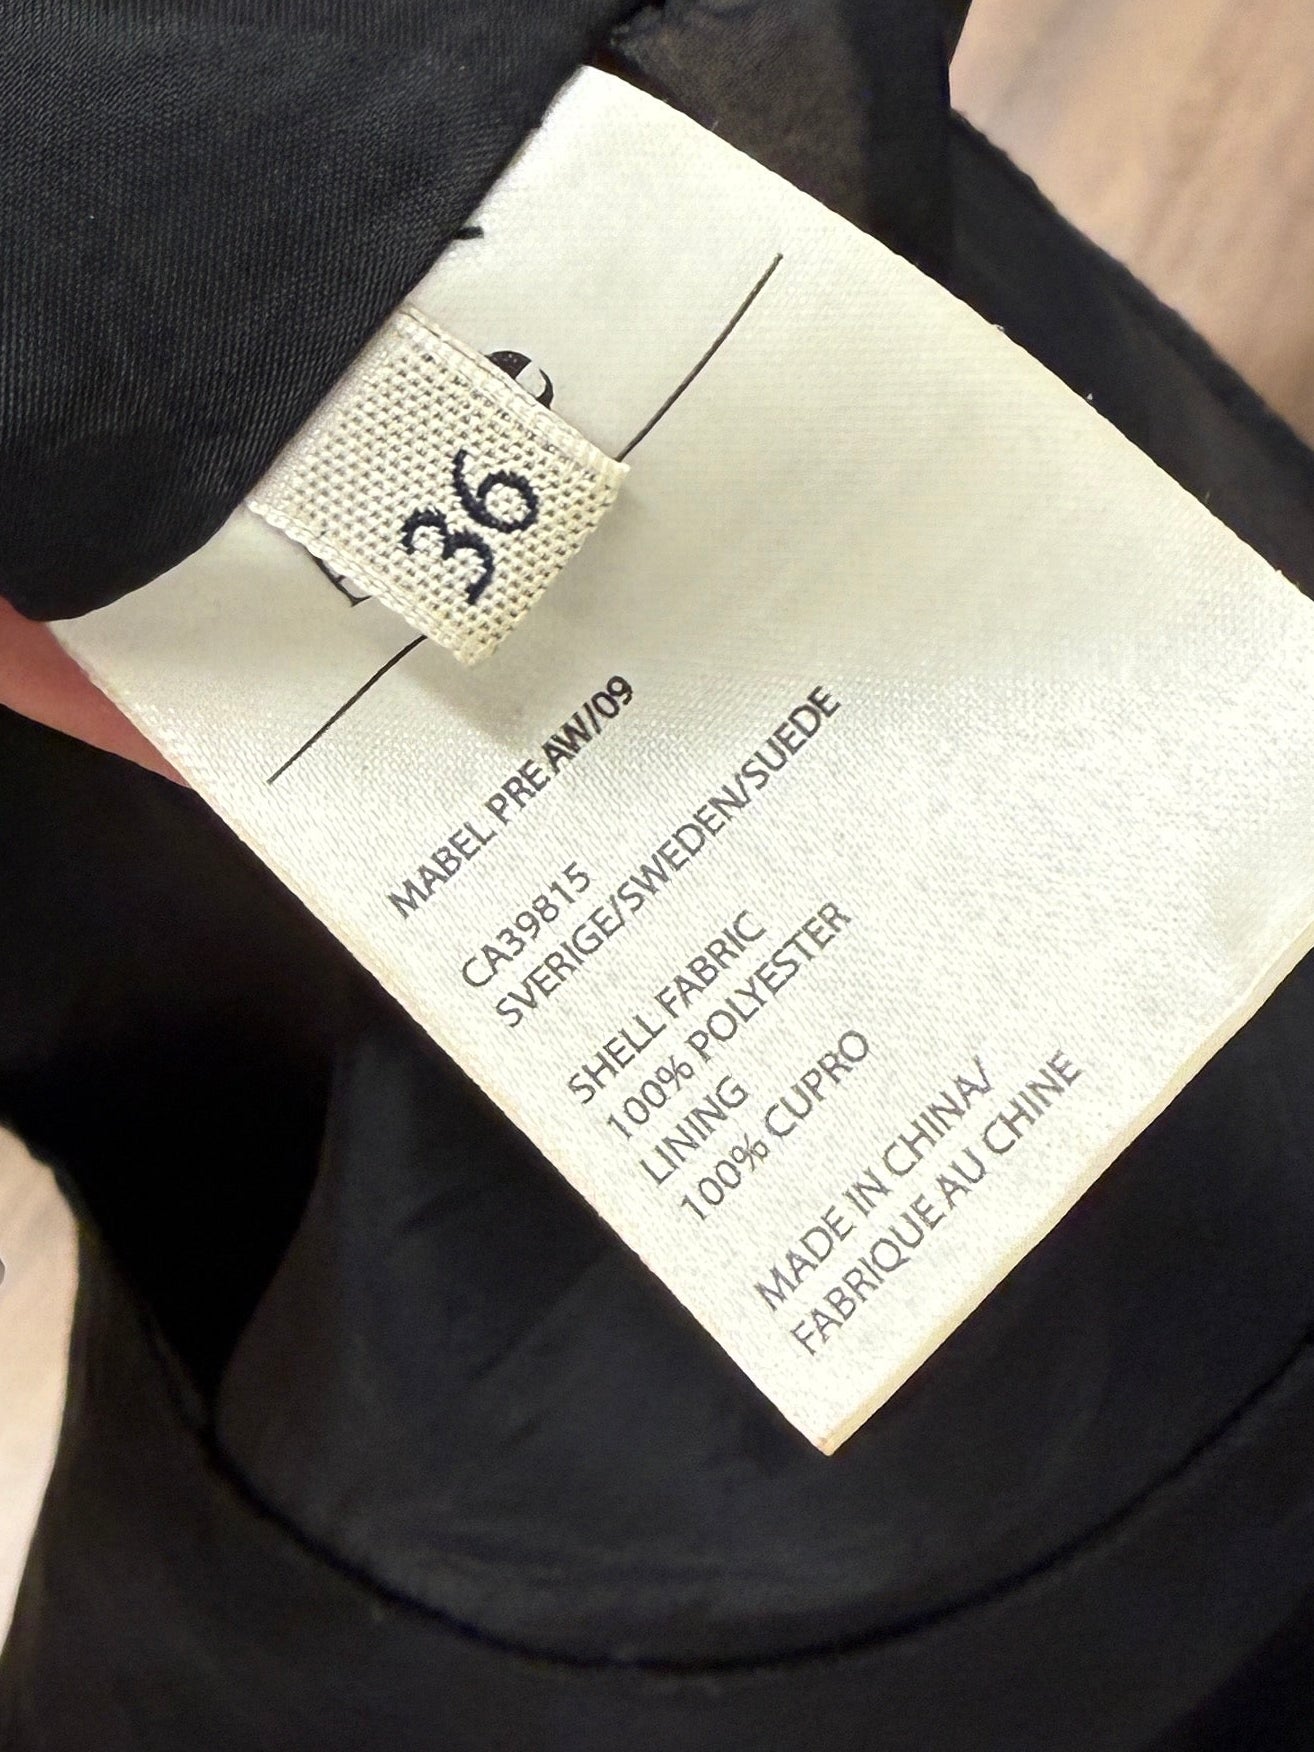 36
MABEL PRE AW/09
CA39815
SVERIGE/SWEDEN/SUEDE
SHELL FABRIC
100% POLYESTER
LINING
100% CUPRO
MADE IN CHINA/
FABRIQUE AU CHINE